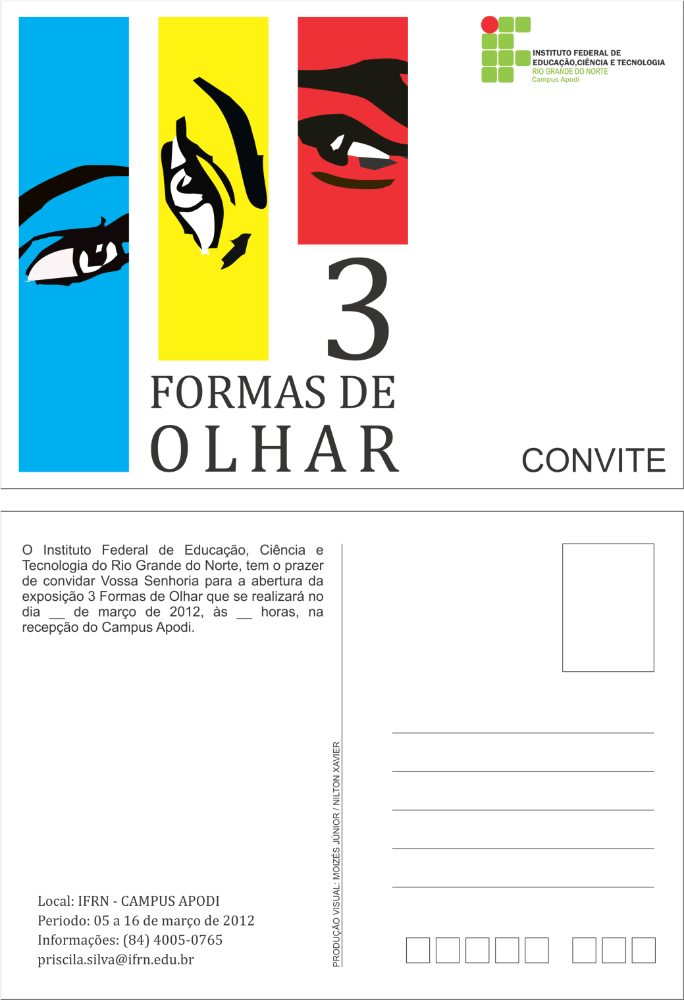 INSTITUTO FEDERAL DE
EDUCAÇÃO,CIÊNCIA E TECNOLOGIA
RIO GRANDE DO NORTE
Campus Apodi
3
FORMAS DE
OLHAR
CONVITE
O Instituto Federal de Educação, Ciência e
Tecnologia do Rio Grande do Norte, tem o prazer
de convidar Vossa Senhoria para a abertura da
exposição 3 Formas de Olhar que se realizará no
dia __ de março de 2012, às __ horas, na
recepção do Campus Apodi.
PRODUÇÃO VISUAL: MOIZÉS JÚNIOR / NILTON XAVIER
Local: IFRN - CAMPUS APODI
Periodo: 05 a 16 de março de 2012
Informações: (84) 4005-0765
priscila.silva@ifrn.edu.br